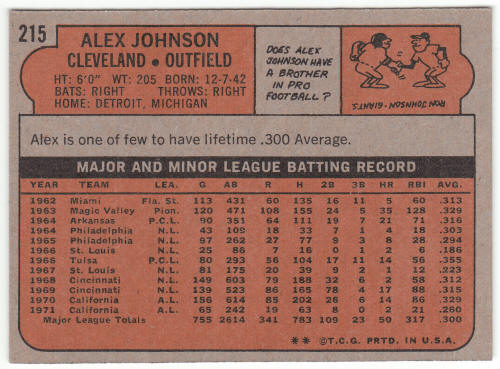 215
ALEX JOHNSON
CLEVELAND • OUTFIELD
HT: 6'0" WT: 205 BORN: 12-7-42
BATS: RIGHT THROWS: RIGHT
HOME: DETROIT, MICHIGAN
DOES ALEX
JOHNSON HAVE
A BROTHER IN
PRO
FOOTBALL?
RON JOHNSON-GIANTS.
Alex is one of few to have lifetime .300 Average.
MAJOR AND MINOR LEAGUE BATTING RECORD
YEAR TEAM LEA. G AB R H 2B 3B HR RBI AVG.
1962 Miami Fla. St. 113 431 60 135 16 11 5 60 .313
1963 Magic Valley Pion. 120 471 108 155 24 5 35 128 .329
1964 Arkansas P.C.L. 90 351 64 111 19 7 21 71 .316
1964 Philadelphia N.L. 43 109 18 33 7 1 4 18 .303
1965 Philadelphia N.L. 97 262 27 77 9 3 8 28 .294
1966 St. Louis N.L. 25 86 7 16 0 1 2 6 .186
1966 Tulsa P.C.L. 80 293 56 104 17 11 14 56 .355
1967 St. Louis N.L. 81 175 20 39 9 2 1 12 .223
1968 Cincinnati N.L. 149 603 79 188 32 6 2 58 .312
1969 Cincinnati N.L. 139 523 86 165 18 4 17 88 .315
1970 California A.L. 156 614 85 202 26 6 14 86 .329
1971 California A.L. 65 242 19 63 8 0 2 21 .260
Major League Totals 755 2614 341 783 109 23 50 317 .300
** ©T.C.G. PRTD. IN U.S.A.